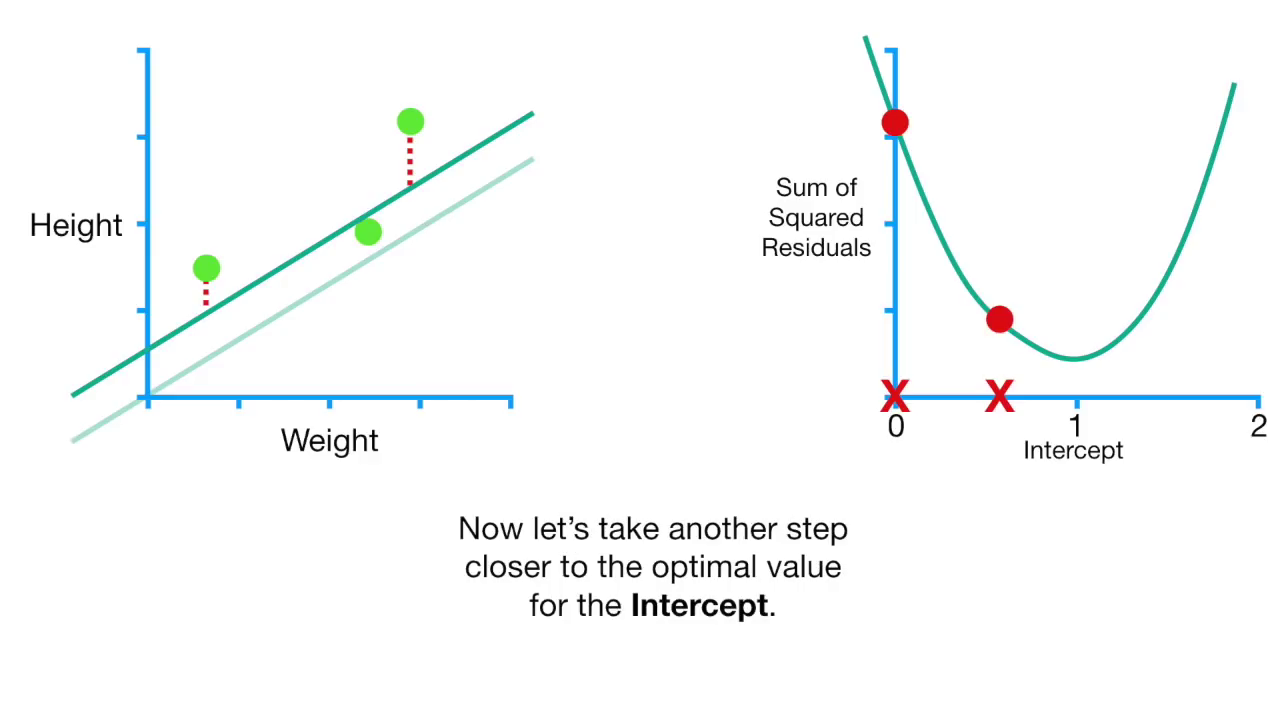 Height
Weight
Sum of
Squared
Residuals
X
X
0
1
2
Intercept
Now let’s take another step
closer to the optimal value
for the Intercept.